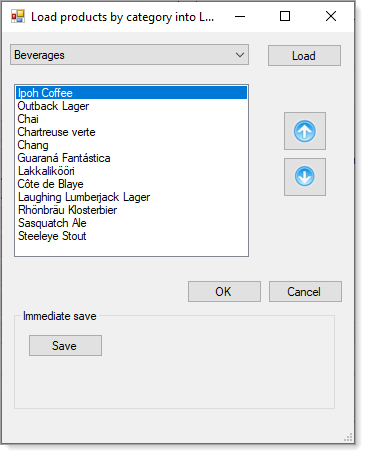 Load products by category into L...
Beverages
Load
Ipoh Coffee
Outback Lager
Chai
Chartreuse verte
Chang
Guaraná Fantástica
Lakkalikööri
Côte de Blaye
Laughing Lumberjack Lager
Rhönbräu Klosterbier
Sasquatch Ale
Steeleye Stout
OK
Cancel
Immediate save
Save